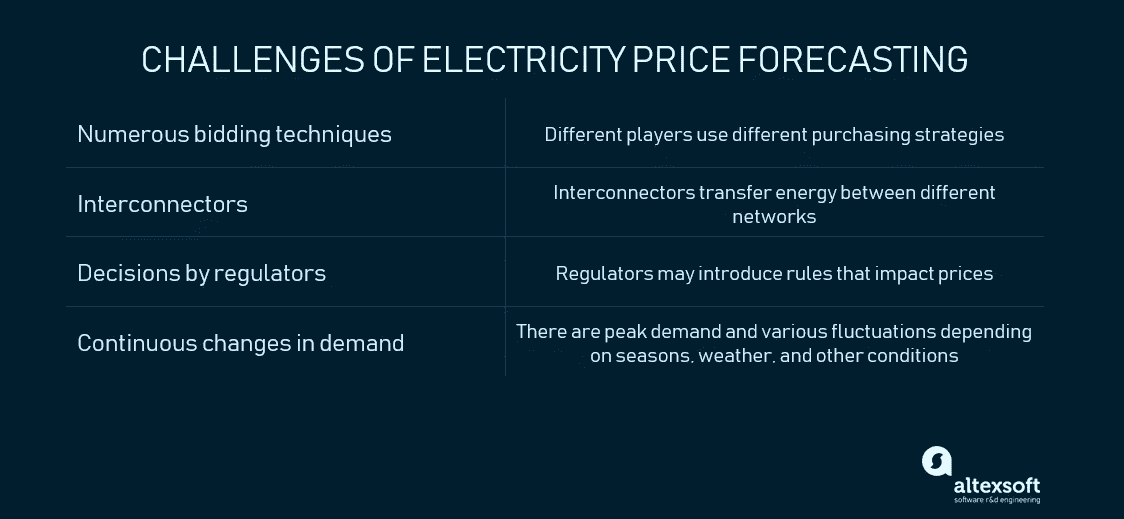 CHALLENGES OF ELECTRICITY PRICE FORECASTING
Numerous bidding techniques
Different players use different purchasing strategies
Interconnectors
Interconnectors transfer energy between different
networks
Decisions by regulators
Regulators may introduce rules that impact prices
Continuous changes in demand
There are peak demand and various fluctuations depending
on seasons, weather, and other conditions
altexsoft
software r&d engineering